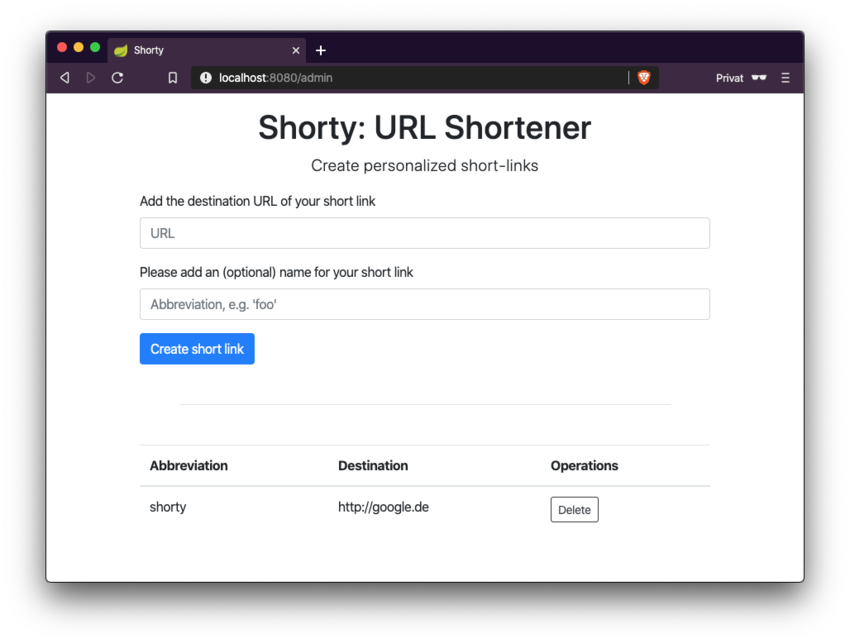 Shorty
localhost:8080/admin
Privat
Shorty: URL Shortener
Create personalized short-links
Add the destination URL of your short link
URL
Please add an (optional) name for your short link
Abbreviation, e.g. 'foo'
Create short link
Abbreviation Destination Operations
shorty http://google.de Delete